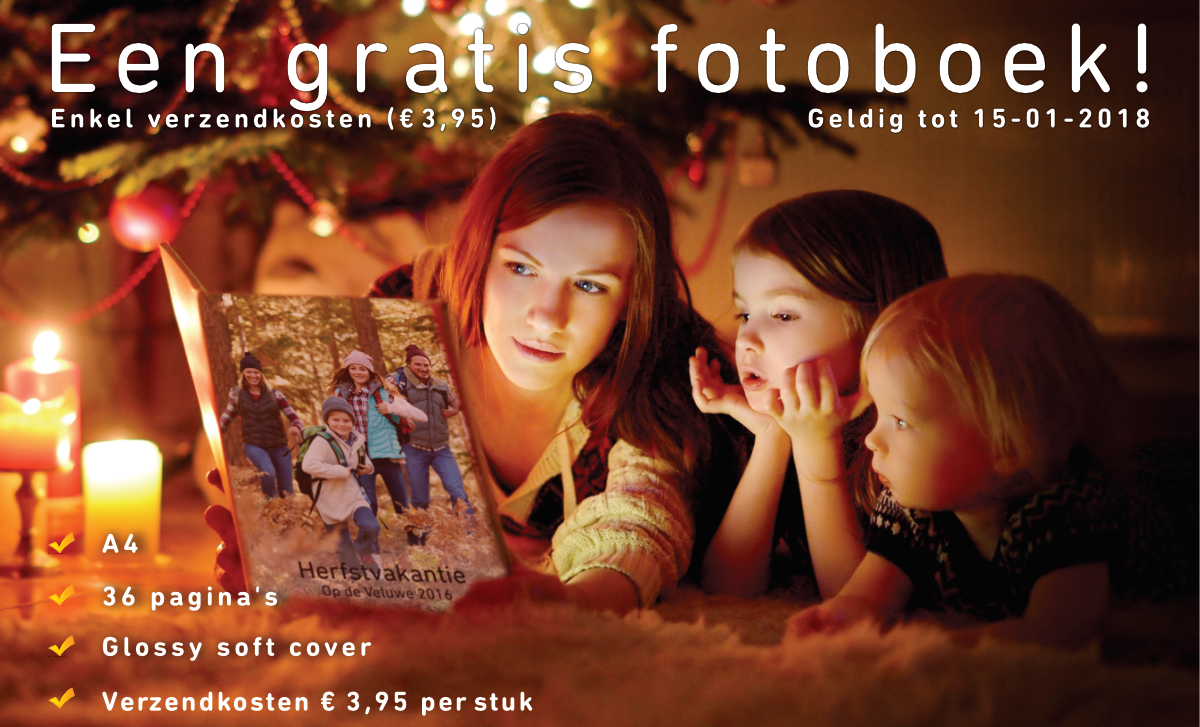 Een gratis fotoboek!
Enkel verzendkosten (€ 3,95)
Geldig tot 15-01-2018
Herfstvakantie
Op de Veluwe 2016
A4
36 pagina's
Glossy soft cover
Verzendkosten € 3,95 per stuk